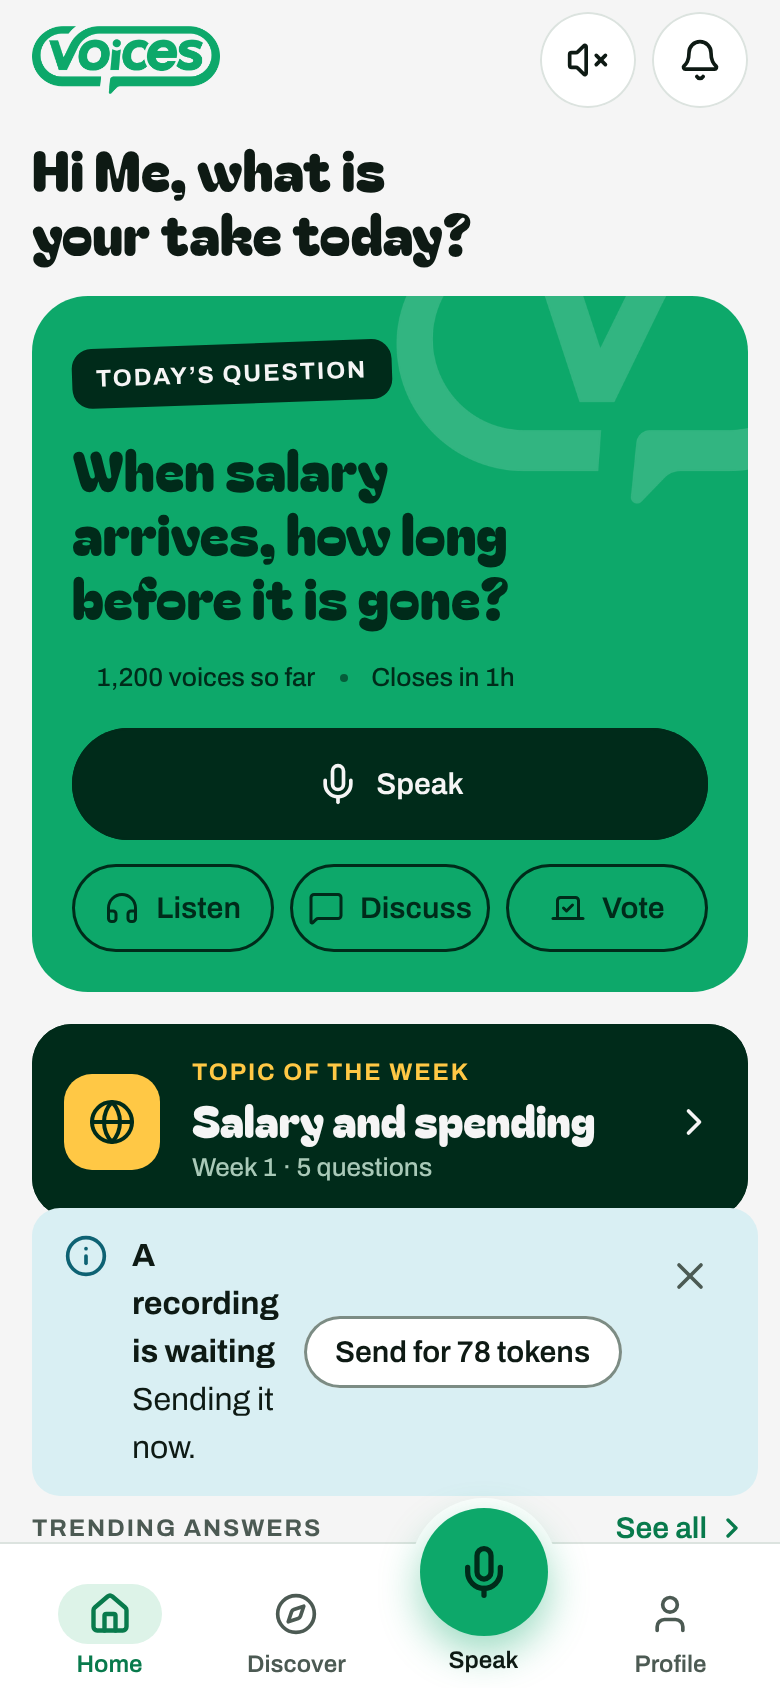 Voices
Hi Me, what is
your take today?
TODAY’S QUESTION
When salary
arrives, how long
before it is gone?
1,200 voices so far • Closes in 1h
Speak
Listen
Discuss
Vote
TOPIC OF THE WEEK
Salary and spending
Week 1 · 5 questions
A
recording
is waiting
Sending it
now.
Send for 78 tokens
TRENDING ANSWERS
See all
Home
Discover
Speak
Profile